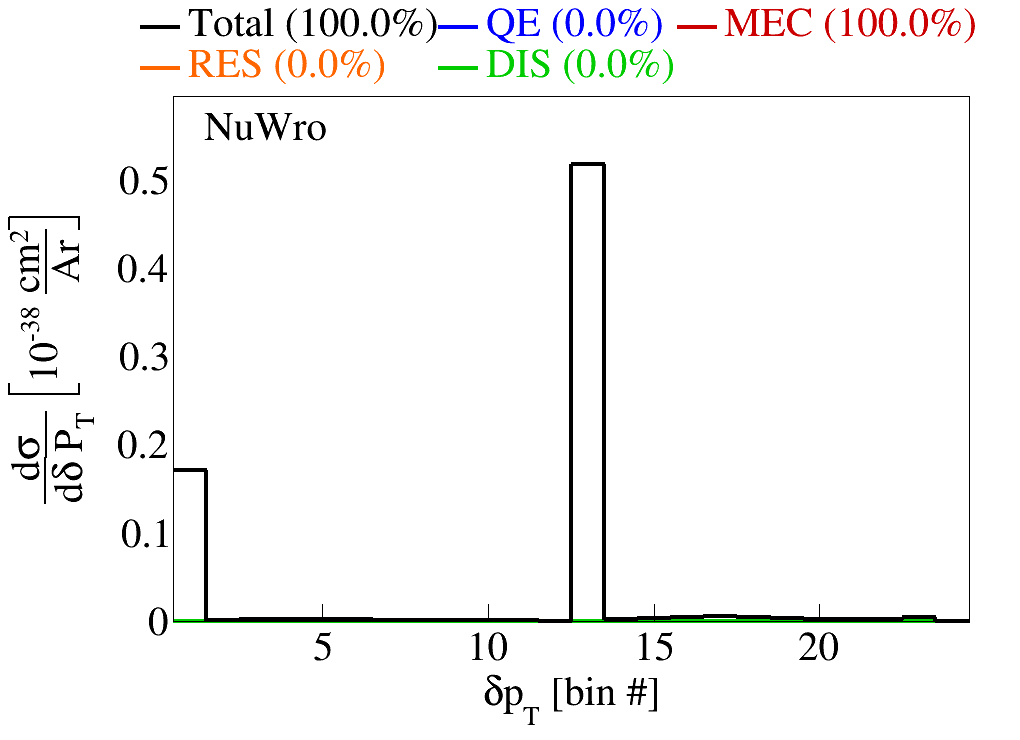 Total (100.0%) QE (0.0%) MEC (100.0%)
RES (0.0%) DIS (0.0%)
NuWro
0.5
0.4
0.3
0.2
0.1
0
5 10 15 20
δp_T [bin #]
dσ/dδ P_T [10^-38 cm^2/Ar]